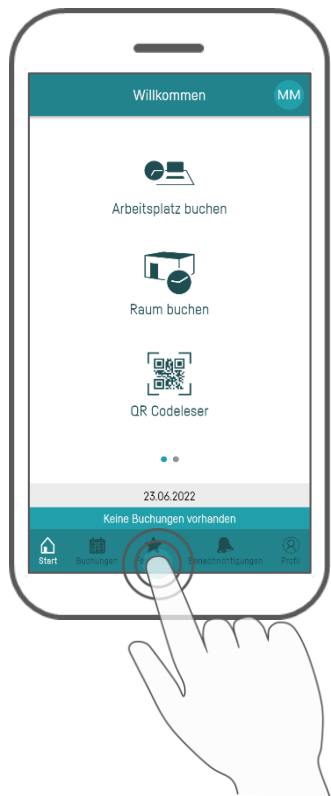 Willkommen
MM
Arbeitsplatz buchen
Raum buchen
QR Codeleser
23.06.2022
Keine Buchungen vorhanden
Start Buchungen Benachrichtigungen Profil